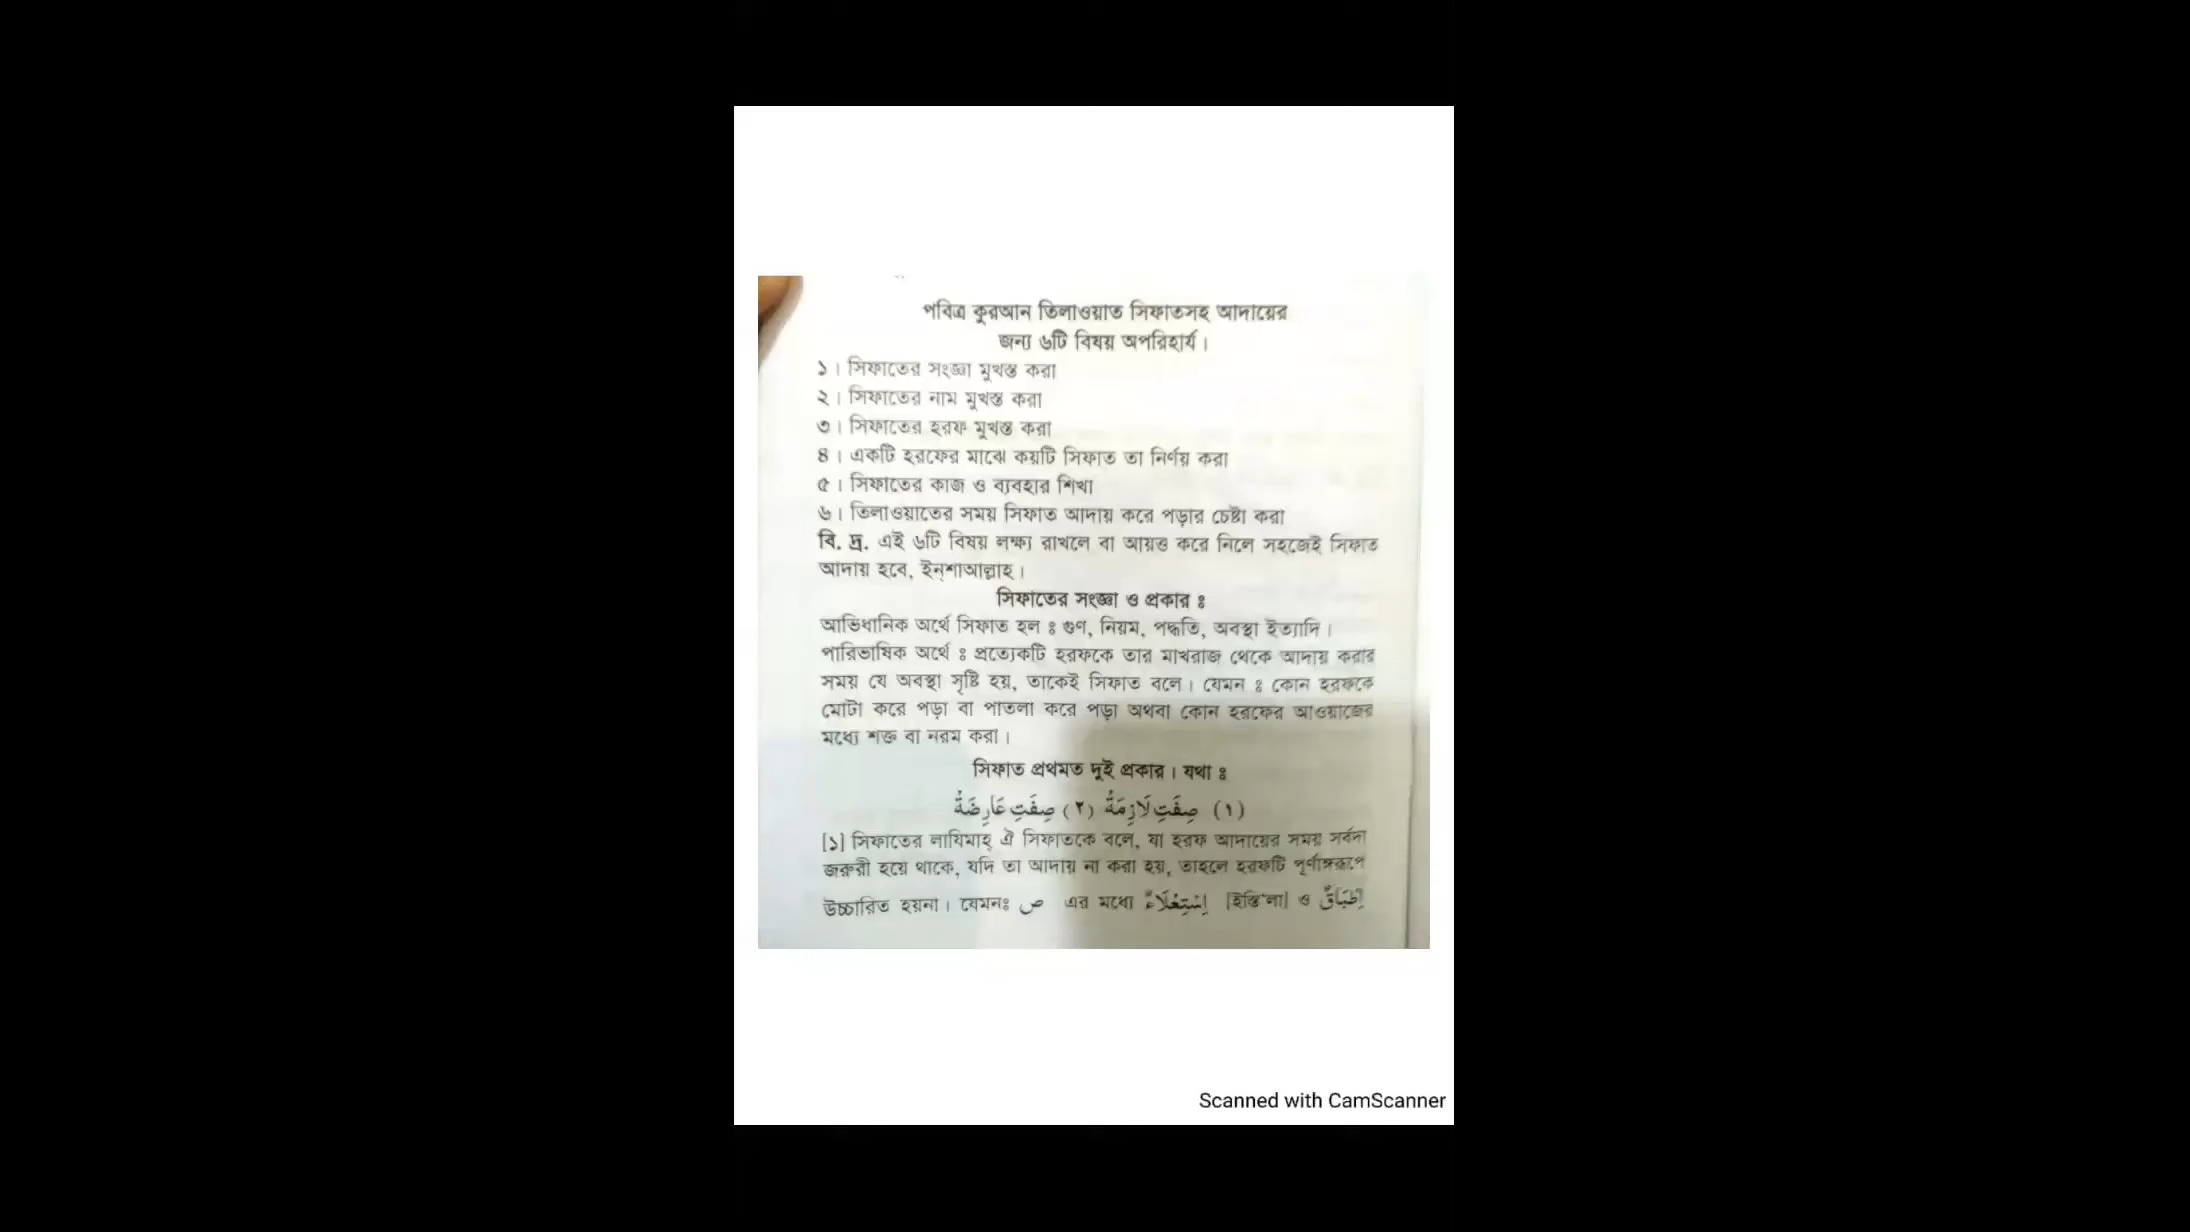 পবিত্র কুরআন তিলাওয়াত সিফাতসহ আদায়ের
জন্য ৬টি বিষয় অপরিহার্য।
১। সিফাতের সংজ্ঞা মুখস্ত করা
২। সিফাতের নাম মুখস্ত করা
৩। সিফাতের হরফ মুখস্ত করা
৪। একটি হরফের মাঝে কয়টি সিফাত তা নির্ণয় করা
৫। সিফাতের কাজ ও ব্যবহার শিখা
৬। তিলাওয়াতের সময় সিফাত আদায় করে পড়ার চেষ্টা করা
বি. দ্র. এই ৬টি বিষয় লক্ষ্য রাখলে বা আয়ত্ত করে নিলে সহজেই সিফাত
আদায় হবে, ইন্‌শাআল্লাহ।
সিফাতের সংজ্ঞা ও প্রকার ঃ
আভিধানিক অর্থে সিফাত হল ঃ গুণ, নিয়ম, পদ্ধতি, অবস্থা ইত্যাদি।
পারিভাষিক অর্থে ঃ প্রত্যেকটি হরফকে তার মাখরাজ থেকে আদায় করার
সময় যে অবস্থা সৃষ্টি হয়, তাকেই সিফাত বলে। যেমন ঃ কোন হরফকে
মোটা করে পড়া বা পাতলা করে পড়া অথবা কোন হরফের আওয়াজের
মধ্যে শক্ত বা নরম করা।
সিফাত প্রথমত দুই প্রকার। যথা ঃ
(١) صِفَتِ لَازِمَةُ (٢) صِفَتِ عَارِضَةُ
[১] সিফাতের লাযিমাহ্ ঐ সিফাতকে বলে, যা হরফ আদায়ের সময় সর্বদা
জরুরী হয়ে থাকে, যদি তা আদায় না করা হয়, তাহলে হরফটি পূর্ণাঙ্গরূপে
উচ্চারিত হয়না। যেমনঃ ص এর মধ্যে اِسْتِعْلَاءٌ [ইস্তি'লা] ও اِطْبَاقٌ
Scanned with CamScanner